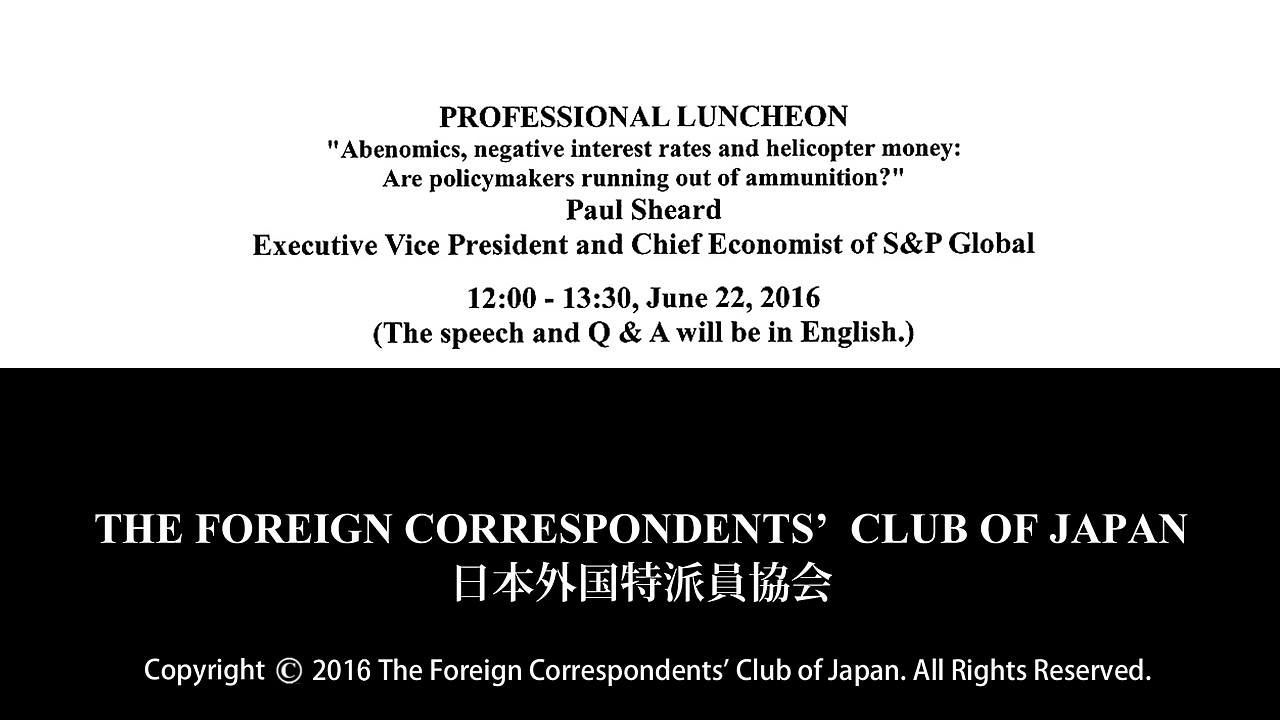 PROFESSIONAL LUNCHEON
"Abenomics, negative interest rates and helicopter money:
Are policymakers running out of ammunition?"
Paul Sheard
Executive Vice President and Chief Economist of S&P Global
12:00 - 13:30, June 22, 2016
(The speech and Q & A will be in English.)
THE FOREIGN CORRESPONDENTS’ CLUB OF JAPAN
日本外国特派員協会
Copyright © 2016 The Foreign Correspondents’ Club of Japan. All Rights Reserved.